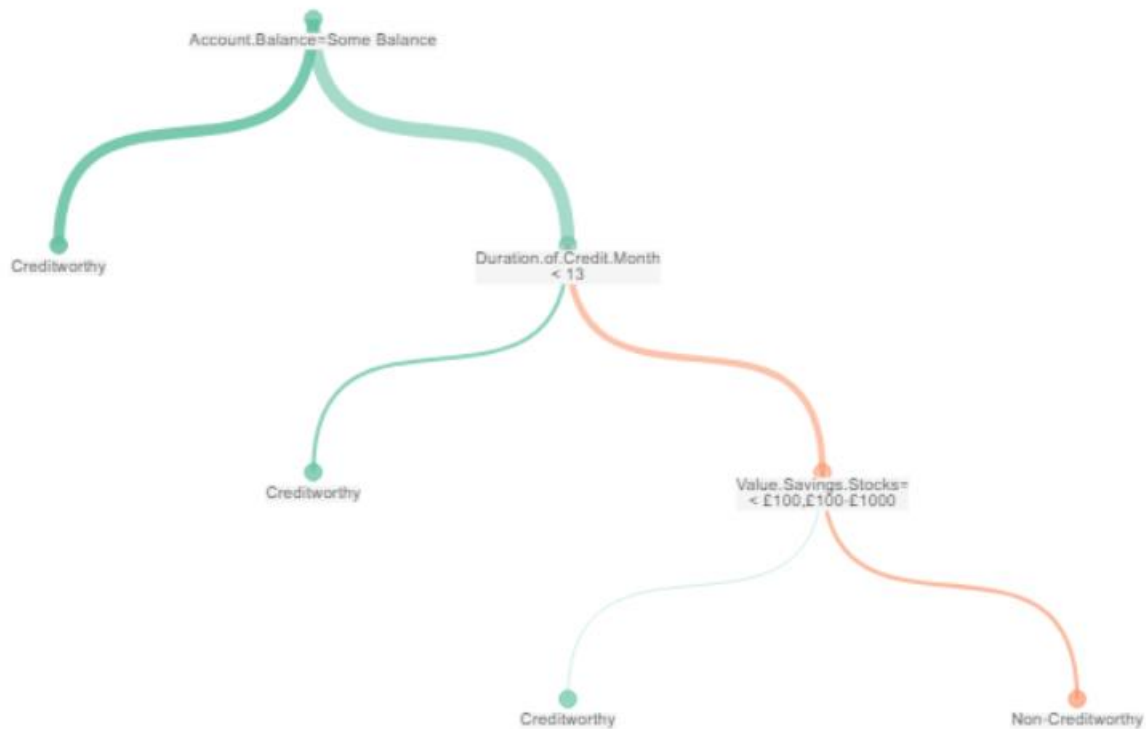 Account.Balance=Some Balance
Creditworthy
Duration.of.Credit.Month
< 13
Creditworthy
Value.Savings.Stocks=
< £100,£100-£1000
Creditworthy
Non-Creditworthy